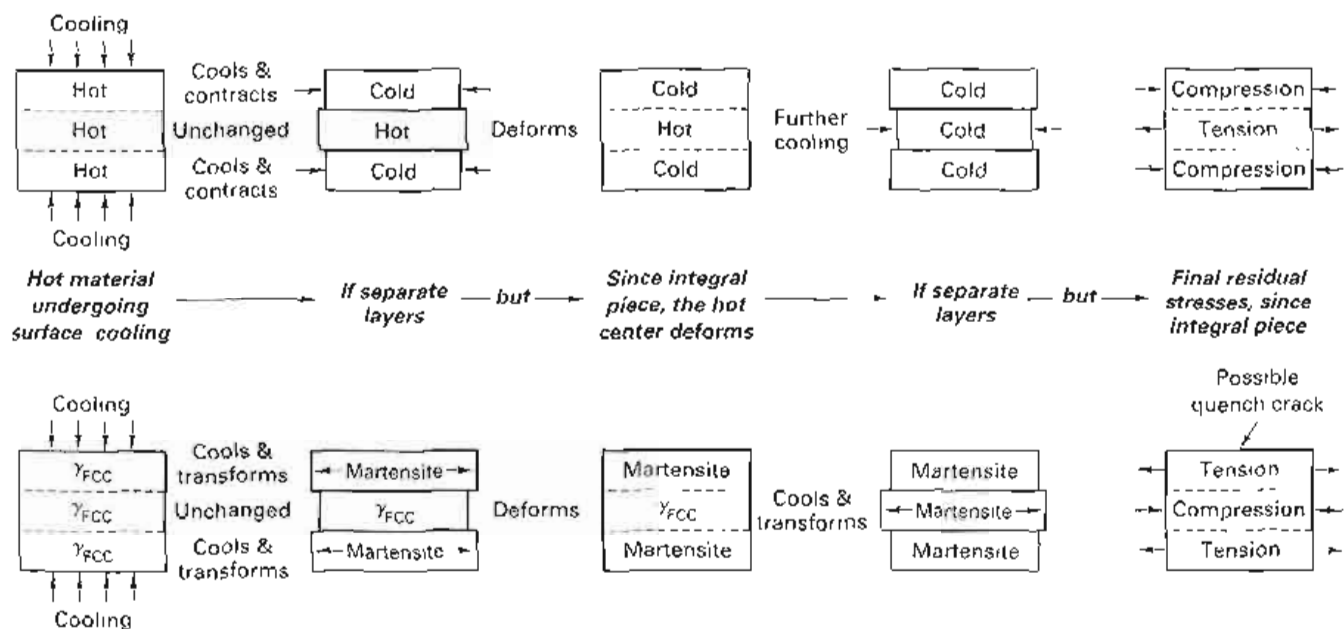 Cooling
Hot
Hot
Hot
Cooling
Cools &
contracts
Unchanged
Cools &
contracts
Cold
Hot
Cold
Deforms
Cold
Hot
Cold
Further
cooling
Cold
Cold
Cold
Compression
Tension
Compression
Hot material
undergoing
surface cooling
If separate
layers
but
Since integral
piece, the hot
center deforms
If separate
layers
but
Final residual
stresses, since
integral piece
Cooling
γFCC
γFCC
γFCC
Cooling
Cools &
transforms
Unchanged
Cools &
transforms
Martensite
γFCC
Martensite
Deforms
Martensite
γFCC
Martensite
Cools &
transforms
Martensite
Martensite
Martensite
Possible
quench crack
Tension
Compression
Tension